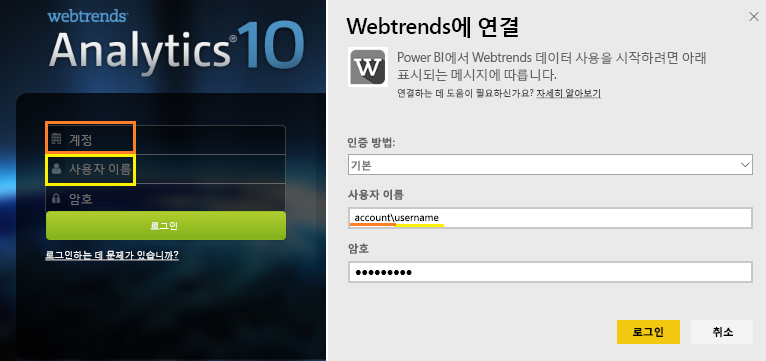 webtrends
Analytics® 10
계정
사용자 이름
암호
로그인
로그인하는 데 문제가 있습니까?
Webtrends에 연결
W
Power BI에서 Webtrends 데이터 사용을 시작하려면 아래
표시되는 메시지에 따릅니다.
연결하는 데 도움이 필요하신가요? 자세히 알아보기
인증 방법:
기본
사용자 이름
account\username
암호
로그인
취소